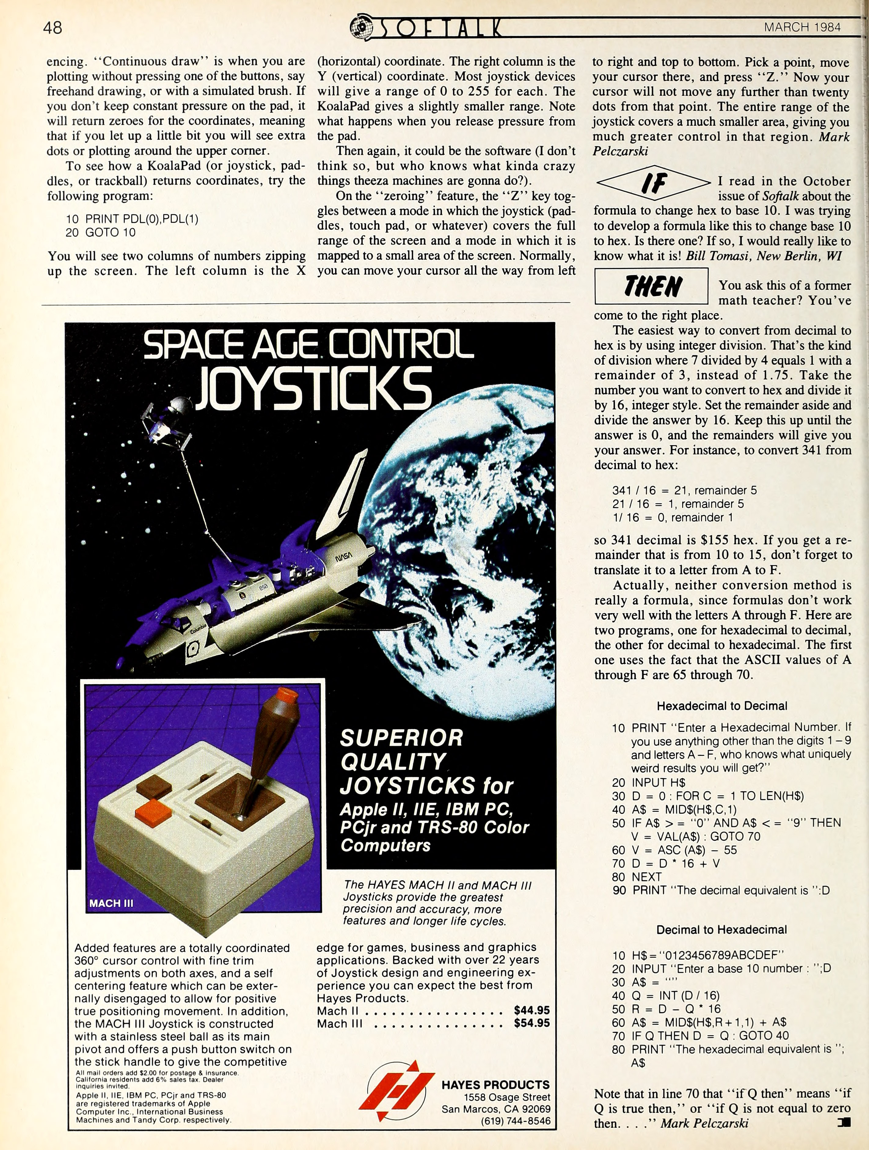 48
SOFTALK
MARCH 1984
encing. “Continuous draw” is when you are
plotting without pressing one of the buttons, say
freehand drawing, or with a simulated brush. If
you don't keep constant pressure on the pad, it
will return zeroes for the coordinates, meaning
that if you let up a little bit you will see extra
dots or plotting around the upper corner.
To see how a KoalaPad (or joystick, pad-
dles, or trackball) returns coordinates, try the
following program:
10 PRINT PDL(0),PDL(1)
20 GOTO 10
You will see two columns of numbers zipping
up the screen. The left column is the X
(horizontal) coordinate. The right column is the
Y (vertical) coordinate. Most joystick devices
will give a range of 0 to 255 for each. The
KoalaPad gives a slightly smaller range. Note
what happens when you release pressure from
the pad.
Then again, it could be the software (I don't
think so, but who knows what kinda crazy
things theeza machines are gonna do?).
On the “zeroing” feature, the “Z” key tog-
gles between a mode in which the joystick (pad-
dles, touch pad, or whatever) covers the full
range of the screen and a mode in which it is
mapped to a small area of the screen. Normally,
you can move your cursor all the way from left
to right and top to bottom. Pick a point, move
your cursor there, and press “Z.” Now your
cursor will not move any further than twenty
dots from that point. The entire range of the
joystick covers a much smaller area, giving you
much greater control in that region. Mark
Pelczarski
IF
I read in the October
issue of Softalk about the
formula to change hex to base 10. I was trying
to develop a formula like this to change base 10
to hex. Is there one? If so, I would really like to
know what it is! Bill Tomasi, New Berlin, WI
THEN
You ask this of a former
math teacher? You've
come to the right place.
The easiest way to convert from decimal to
hex is by using integer division. That's the kind
of division where 7 divided by 4 equals 1 with a
remainder of 3, instead of 1.75. Take the
number you want to convert to hex and divide it
by 16, integer style. Set the remainder aside and
divide the answer by 16. Keep this up until the
answer is 0, and the remainders will give you
your answer. For instance, to convert 341 from
decimal to hex:
341 / 16 = 21, remainder 5
21 / 16 = 1, remainder 5
1/ 16 = 0, remainder 1
so 341 decimal is $155 hex. If you get a re-
mainder that is from 10 to 15, don't forget to
translate it to a letter from A to F.
Actually, neither conversion method is
really a formula, since formulas don't work
very well with the letters A through F. Here are
two programs, one for hexadecimal to decimal,
the other for decimal to hexadecimal. The first
one uses the fact that the ASCII values of A
through F are 65 through 70.
Hexadecimal to Decimal
10 PRINT “Enter a Hexadecimal Number. If
you use anything other than the digits 1 – 9
and letters A – F, who knows what uniquely
weird results you will get?”
20 INPUT H$
30 D = 0 : FOR C = 1 TO LEN(H$)
40 A$ = MID$(H$,C,1)
50 IF A$ > = “0” AND A$ < = “9” THEN
V = VAL(A$) : GOTO 70
60 V = ASC (A$) – 55
70 D = D * 16 + V
80 NEXT
90 PRINT “The decimal equivalent is ”:D
Decimal to Hexadecimal
10 H$ = “0123456789ABCDEF”
20 INPUT “Enter a base 10 number : ”;D
30 A$ = “”
40 Q = INT (D / 16)
50 R = D – Q * 16
60 A$ = MID$(H$,R + 1,1) + A$
70 IF Q THEN D = Q : GOTO 40
80 PRINT “The hexadecimal equivalent is ”;
A$
Note that in line 70 that “if Q then” means “if
Q is true then,” or “if Q is not equal to zero
then. . . .” Mark Pelczarski
SPACE AGE CONTROL
JOYSTICKS
NASA
SUPERIOR
QUALITY
JOYSTICKS for
Apple II, IIE, IBM PC,
PCjr and TRS-80 Color
Computers
MACH III
The HAYES MACH II and MACH III
Joysticks provide the greatest
precision and accuracy, more
features and longer life cycles.
Added features are a totally coordinated
360° cursor control with fine trim
adjustments on both axes, and a self
centering feature which can be exter-
nally disengaged to allow for positive
true positioning movement. In addition,
the MACH III Joystick is constructed
with a stainless steel ball as its main
pivot and offers a push button switch on
the stick handle to give the competitive
edge for games, business and graphics
applications. Backed with over 22 years
of Joystick design and engineering ex-
perience you can expect the best from
Hayes Products.
Mach II . . . . . . . . . . . . . . . . $44.95
Mach III . . . . . . . . . . . . . . . $54.95
All mail orders add $2.00 for postage & insurance.
California residents add 6% sales tax. Dealer
inquiries invited.
Apple II, IIE, IBM PC, PCjr and TRS-80
are registered trademarks of Apple
Computer Inc., International Business
Machines and Tandy Corp. respectively.
HAYES PRODUCTS
1558 Osage Street
San Marcos, CA 92069
(619) 744-8546